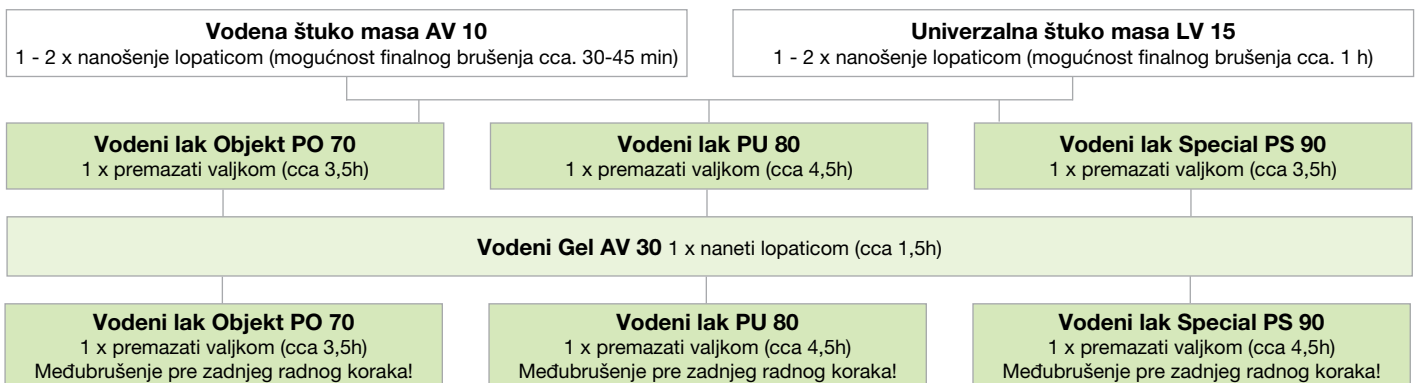 Vodena štuko masa AV 10
1 - 2 x nanošenje lopaticom (mogućnost finalnog brušenja cca. 30-45 min)
Univerzalna štuko masa LV 15
1 - 2 x nanošenje lopaticom (mogućnost finalnog brušenja cca. 1 h)
Vodeni lak Objekt PO 70
1 x premazati valjkom (cca 3,5h)
Vodeni lak PU 80
1 x premazati valjkom (cca 4,5h)
Vodeni lak Special PS 90
1 x premazati valjkom (cca 3,5h)
Vodeni Gel AV 30 1 x naneti lopaticom (cca 1,5h)
Vodeni lak Objekt PO 70
1 x premazati valjkom (cca 3,5h)
Međubrušenje pre zadnjeg radnog koraka!
Vodeni lak PU 80
1 x premazati valjkom (cca 4,5h)
Međubrušenje pre zadnjeg radnog koraka!
Vodeni lak Special PS 90
1 x premazati valjkom (cca 4,5h)
Međubrušenje pre zadnjeg radnog koraka!